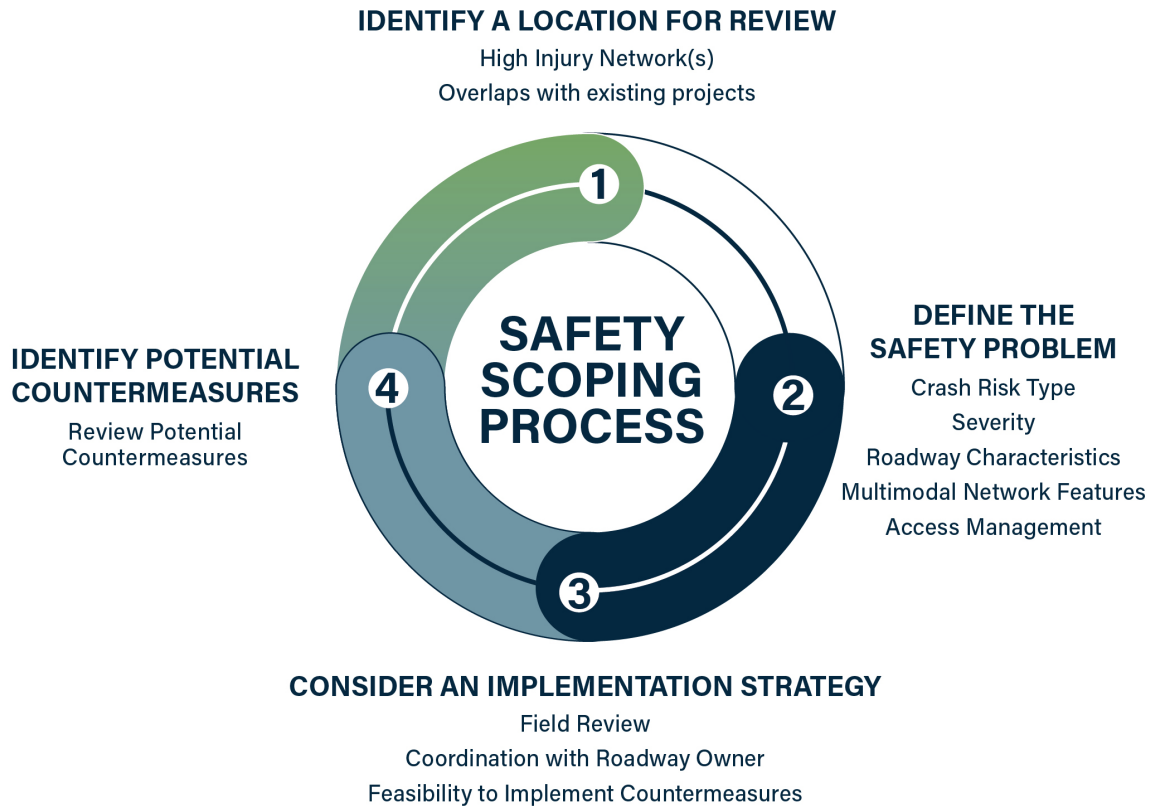 IDENTIFY A LOCATION FOR REVIEW
High Injury Network(s)
Overlaps with existing projects
1
SAFETY
SCOPING
PROCESS
2
DEFINE THE
SAFETY PROBLEM
Crash Risk Type
Severity
Roadway Characteristics
Multimodal Network Features
Access Management
3
CONSIDER AN IMPLEMENTATION STRATEGY
Field Review
Coordination with Roadway Owner
Feasibility to Implement Countermeasures
4
IDENTIFY POTENTIAL
COUNTERMEASURES
Review Potential
Countermeasures